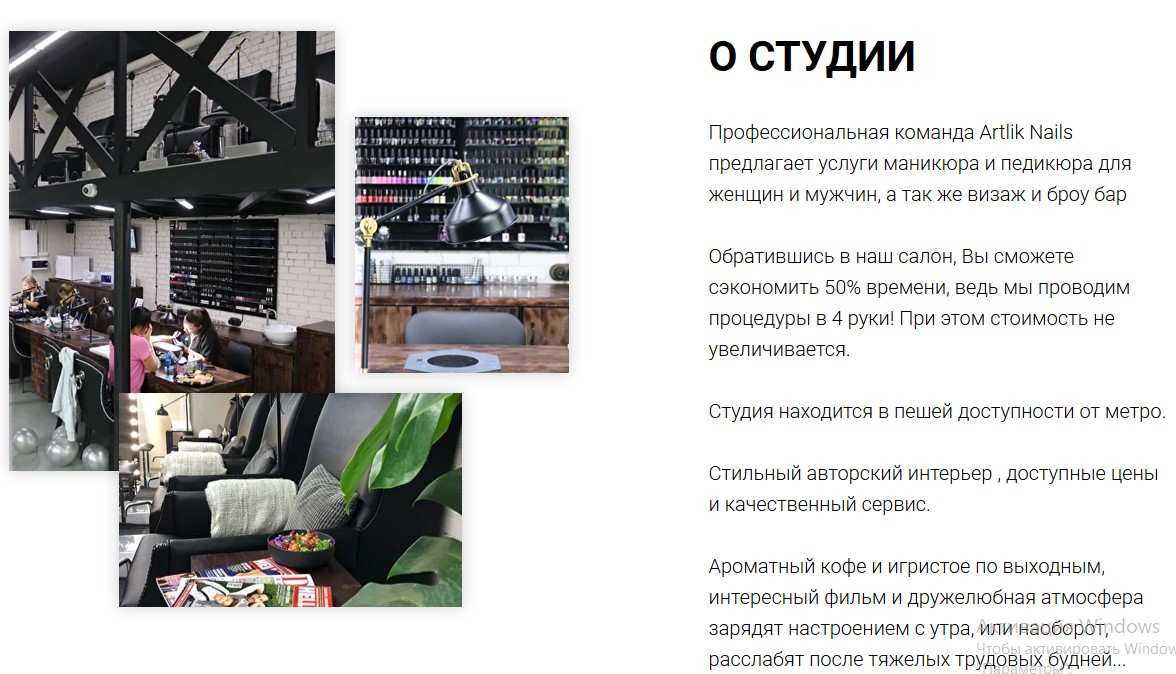 О СТУДИИ
Профессиональная команда Artlik Nails
предлагает услуги маникюра и педикюра для
женщин и мужчин, а так же визаж и броу бар
Обратившись в наш салон, Вы сможете
сэкономить 50% времени, ведь мы проводим
процедуры в 4 руки! При этом стоимость не
увеличивается.
Студия находится в пешей доступности от метро.
Стильный авторский интерьер , доступные цены
и качественный сервис.
Ароматный кофе и игристое по выходным,
интересный фильм и дружелюбная атмосфера
зарядят настроением с утра, или наоборот,
расслабят после тяжелых трудовых будней...
Активация Windows
Чтобы активировать Window
"Параметры".